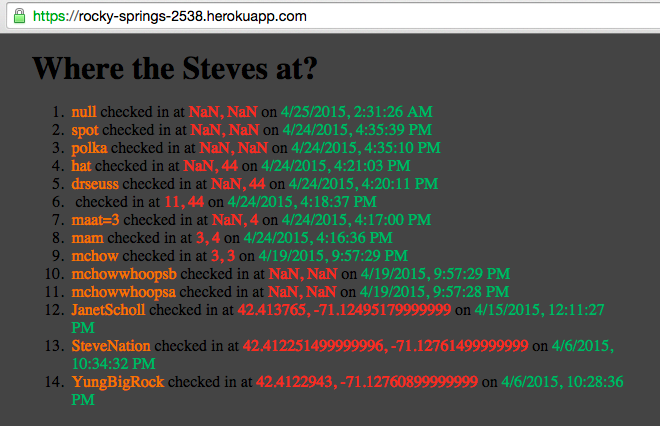 https://rocky-springs-2538.herokuapp.com
Where the Steves at?
1. null checked in at NaN, NaN on 4/25/2015, 2:31:26 AM
2. spot checked in at NaN, NaN on 4/24/2015, 4:35:39 PM
3. polka checked in at NaN, NaN on 4/24/2015, 4:35:10 PM
4. hat checked in at NaN, 44 on 4/24/2015, 4:21:03 PM
5. drseuss checked in at NaN, 44 on 4/24/2015, 4:20:11 PM
6. checked in at 11, 44 on 4/24/2015, 4:18:37 PM
7. maat=3 checked in at NaN, 4 on 4/24/2015, 4:17:00 PM
8. mam checked in at 3, 4 on 4/24/2015, 4:16:36 PM
9. mchow checked in at 3, 3 on 4/19/2015, 9:57:29 PM
10. mchowwhoopsb checked in at NaN, NaN on 4/19/2015, 9:57:29 PM
11. mchowwhoopsa checked in at NaN, NaN on 4/19/2015, 9:57:28 PM
12. JanetScholl checked in at 42.413765, -71.12495179999999 on 4/15/2015, 12:11:27
PM
13. SteveNation checked in at 42.412251499999996, -71.12761499999999 on 4/6/2015,
10:34:32 PM
14. YungBigRock checked in at 42.4122943, -71.12760899999999 on 4/6/2015, 10:28:36
PM